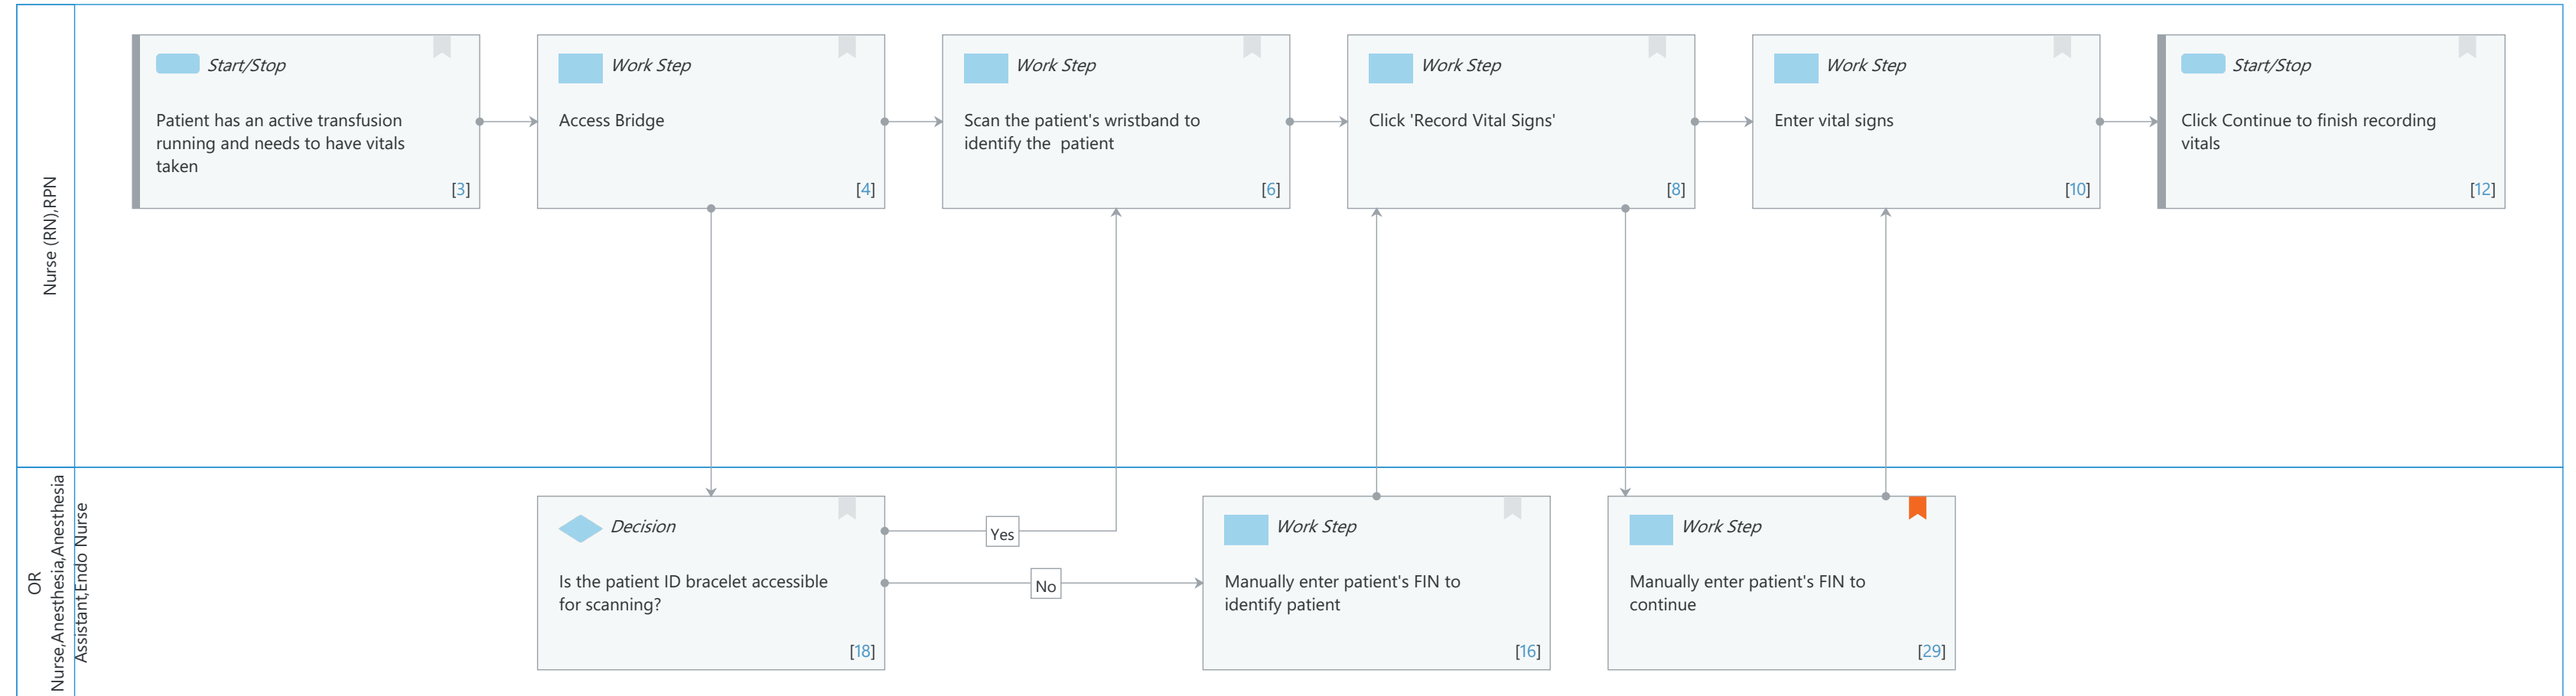 Nurse (RN),RPN
Start/Stop
Patient has an active transfusion
running and needs to have vitals
taken
[3]
Work Step
Access Bridge
[4]
Work Step
Scan the patient's wristband to
identify the  patient
[6]
Work Step
Click 'Record Vital Signs'
[8]
Work Step
Enter vital signs
[10]
Start/Stop
Click Continue to finish recording
vitals
[12]
OR
Nurse,Anesthesia,Anesthesia
Assistant,Endo Nurse
Decision
Is the patient ID bracelet accessible
for scanning?
[18]
Yes
No
Work Step
Manually enter patient's FIN to
identify patient
[16]
Work Step
Manually enter patient's FIN to
continue
[29]